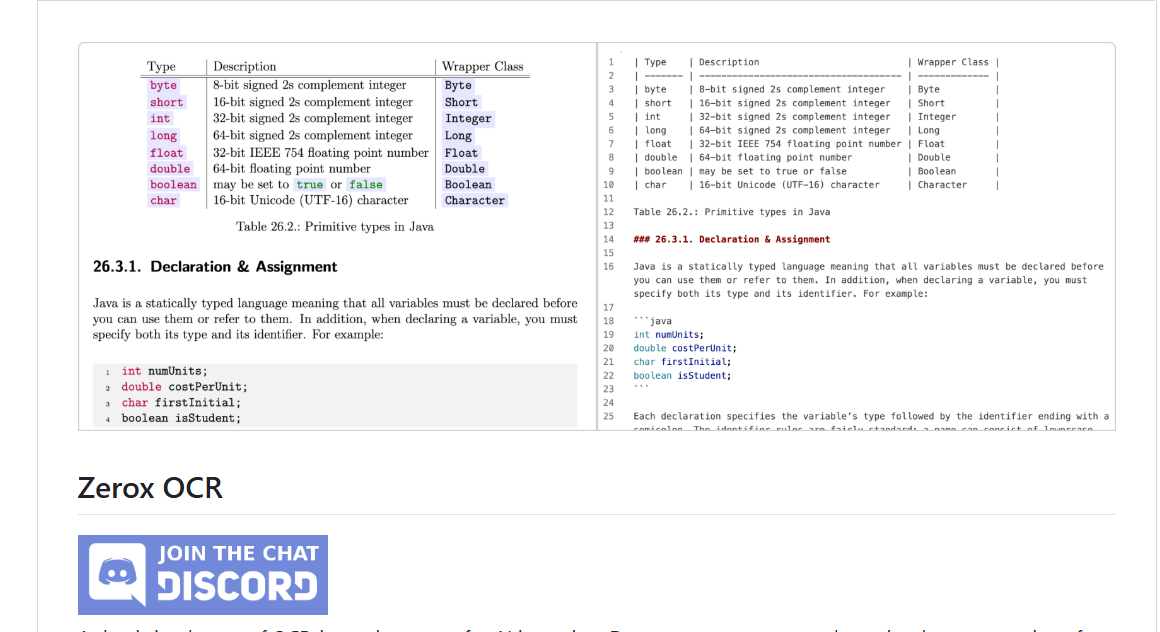 Type Description Wrapper Class
byte 8-bit signed 2s complement integer Byte
short 16-bit signed 2s complement integer Short
int 32-bit signed 2s complement integer Integer
long 64-bit signed 2s complement integer Long
float 32-bit IEEE 754 floating point number Float
double 64-bit floating point number Double
boolean may be set to true or false Boolean
char 16-bit Unicode (UTF-16) character Character
Table 26.2.: Primitive types in Java
26.3.1. Declaration & Assignment
Java is a statically typed language meaning that all variables must be declared before
you can use them or refer to them. In addition, when declaring a variable, you must
specify both its type and its identifier. For example:
1 int numUnits;
2 double costPerUnit;
3 char firstInitial;
4 boolean isStudent;
1 | Type | Description | Wrapper Class |
2 | ------- | ------------------------------------- | ------------- |
3 | byte | 8-bit signed 2s complement integer | Byte |
4 | short | 16-bit signed 2s complement integer | Short |
5 | int | 32-bit signed 2s complement integer | Integer |
6 | long | 64-bit signed 2s complement integer | Long |
7 | float | 32-bit IEEE 754 floating point number | Float |
8 | double | 64-bit floating point number | Double |
9 | boolean | may be set to true or false | Boolean |
10 | char | 16-bit Unicode (UTF-16) character | Character |
11
12 Table 26.2.: Primitive types in Java
13
14 ### 26.3.1. Declaration & Assignment
15
16 Java is a statically typed language meaning that all variables must be declared before
you can use them or refer to them. In addition, when declaring a variable, you must
specify both its type and its identifier. For example:
17
18 ```java
19 int numUnits;
20 double costPerUnit;
21 char firstInitial;
22 boolean isStudent;
23 ```
24
25 Each declaration specifies the variable's type followed by the identifier ending with a
semicolon. The identifier rules are fairly standard: a name can consist of lowercase
Zerox OCR
JOIN THE CHAT
DISCORD